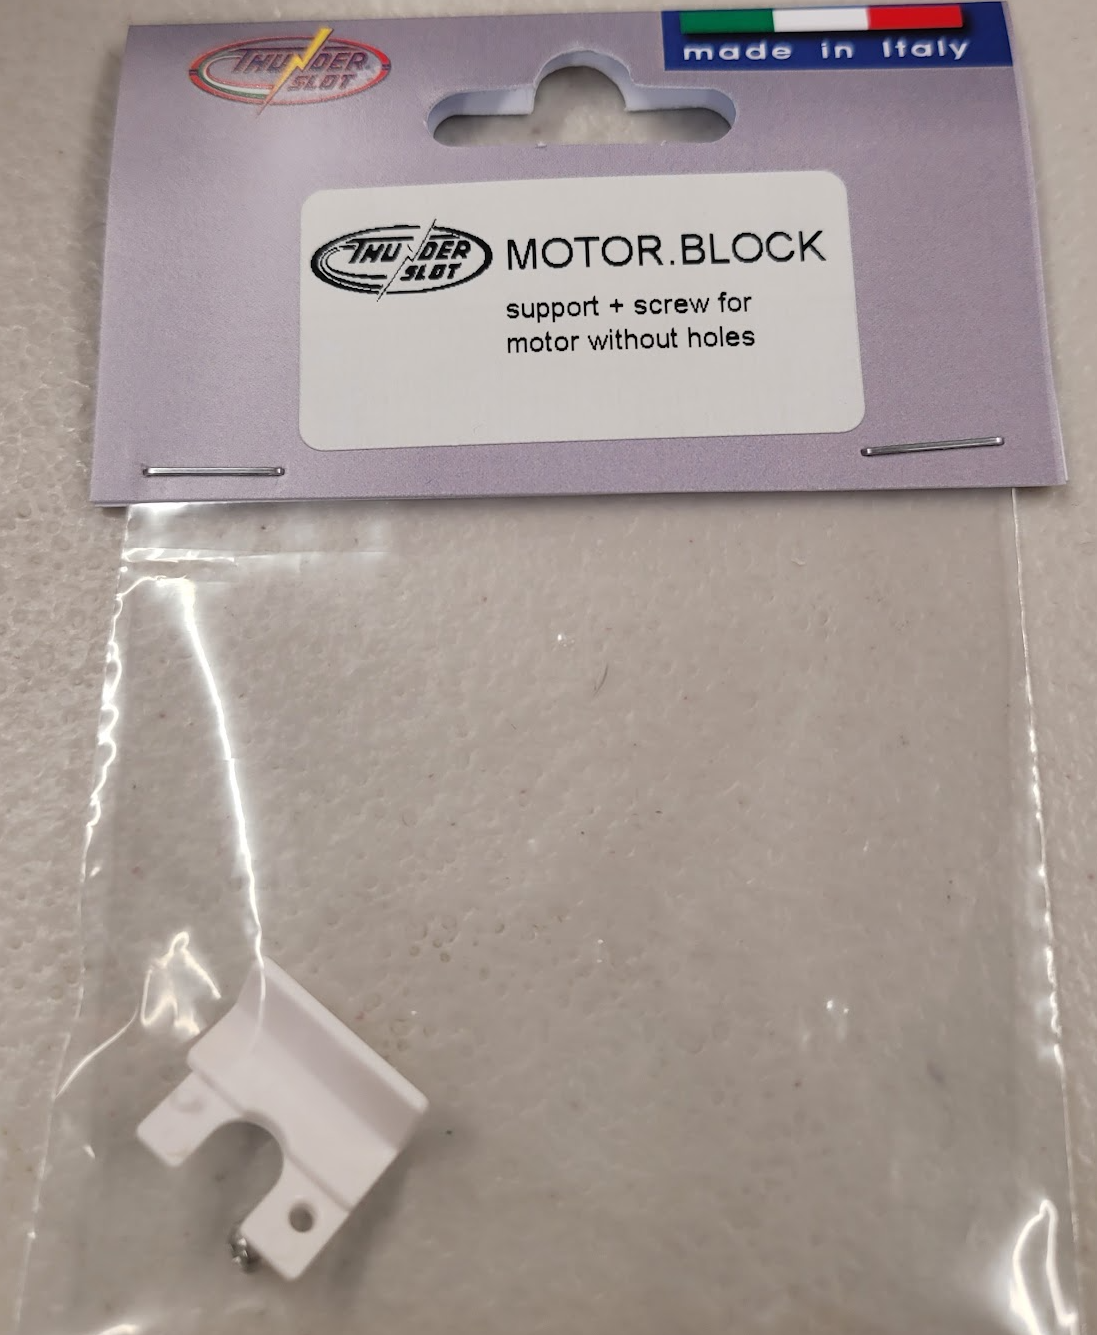 THUNDER
SLOT
made in Italy
THUNDER
SLOT
MOTOR.BLOCK
support + screw for
motor without holes